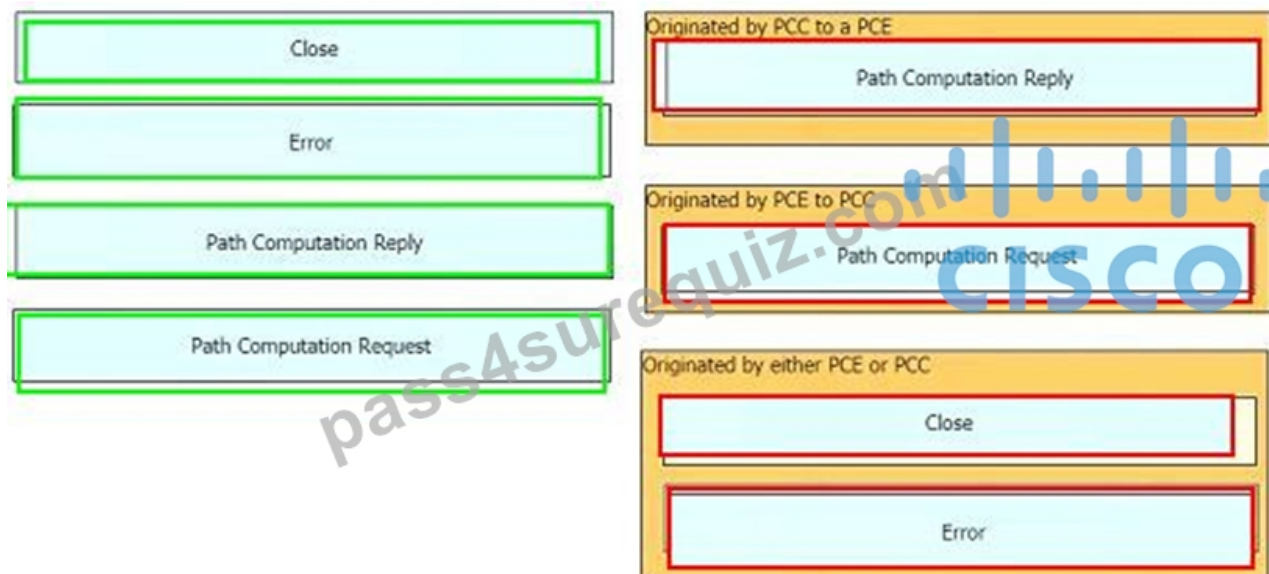 Close
Error
Path Computation Reply
Path Computation Request
Originated by PCC to a PCE
Path Computation Reply
Originated by PCE to PCC
Path Computation Request
Originated by either PCE or PCC
Close
Error
CISCO
pass4surequiz.com